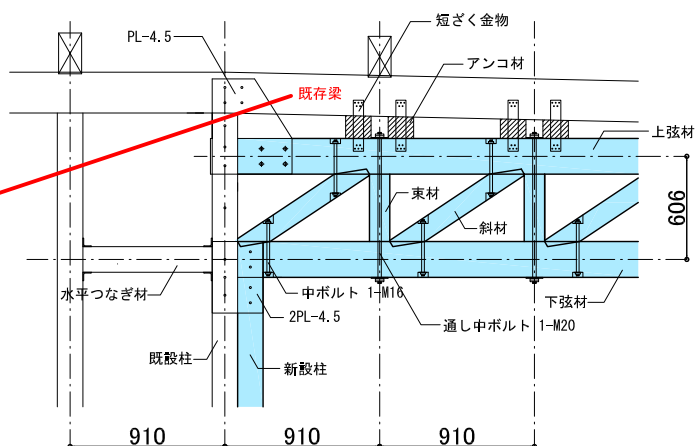 短ざく金物
PL-4.5
アンコ材
既存梁
上弦材
束材
斜材
606
水平つなぎ材
中ボルト 1-M16
下弦材
2PL-4.5
通し中ボルト 1-M20
既設柱
新設柱
910
910
910